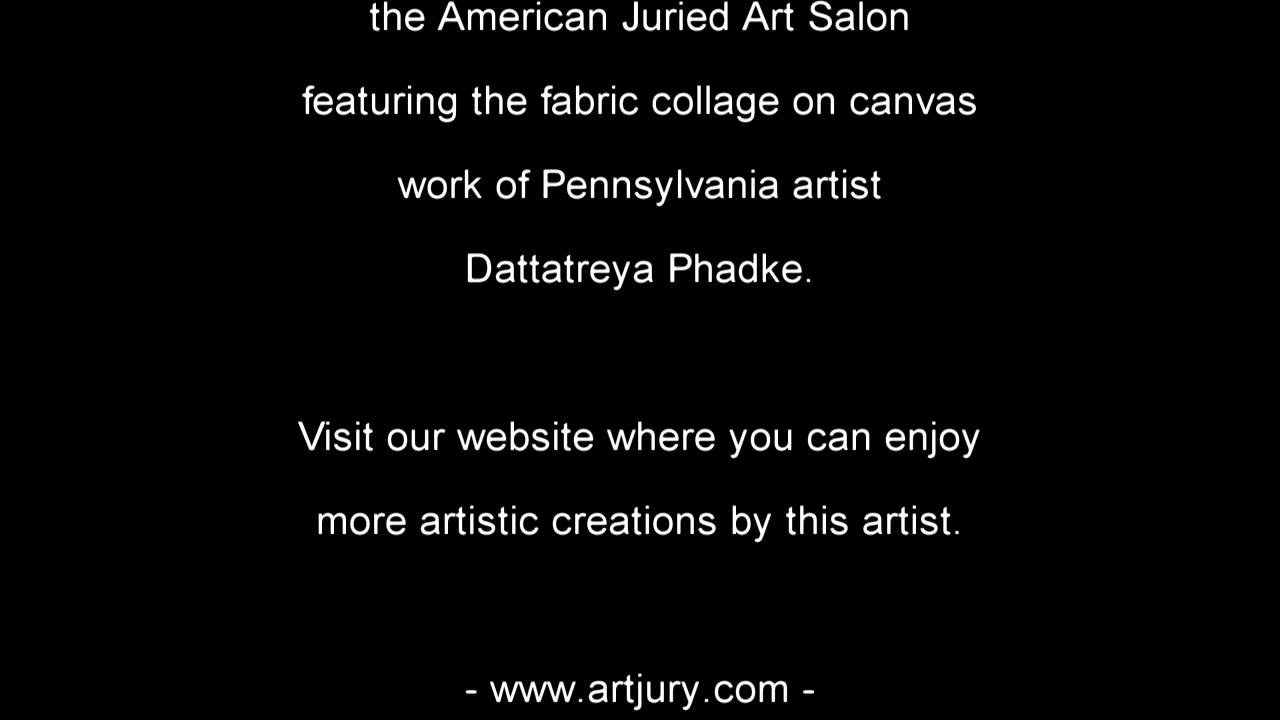 the American Juried Art Salon
featuring the fabric collage on canvas
work of Pennsylvania artist
Dattatreya Phadke.
Visit our website where you can enjoy
more artistic creations by this artist.
- www.artjury.com -